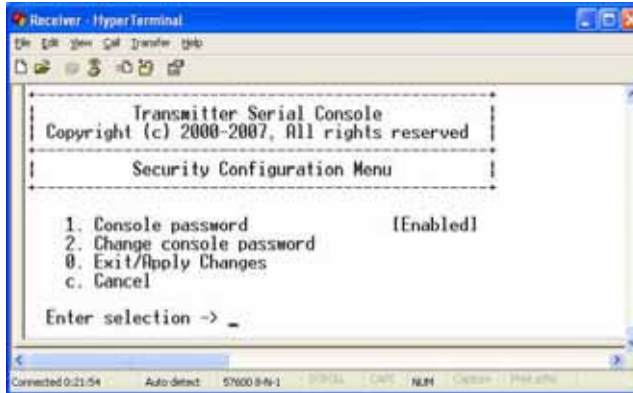 Receiver - HyperTerminal
File Edit View Call Transfer Help
Transmitter Serial Console
Copyright (c) 2000-2007, All rights reserved
Security Configuration Menu
1. Console password [Enabled]
2. Change console password
0. Exit/Apply Changes
c. Cancel
Enter selection -> _
Connected 0:21:54 Auto detect 57600 8-N-1 SCROLL CAPS NUM Capture Print echo